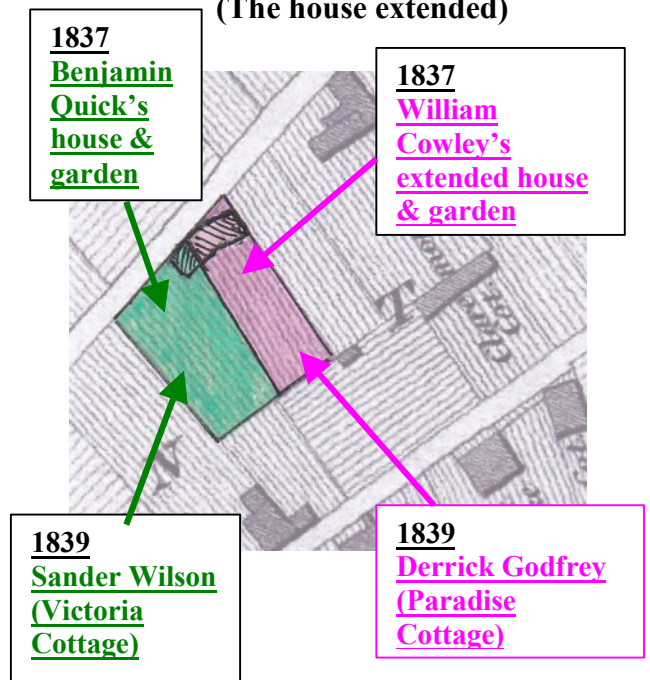 (The house extended)
1837
Benjamin
Quick's
house &
garden
1837
William
Cowley's
extended house
& garden
1839
Sander Wilson
(Victoria
Cottage)
1839
Derrick Godfrey
(Paradise
Cottage)